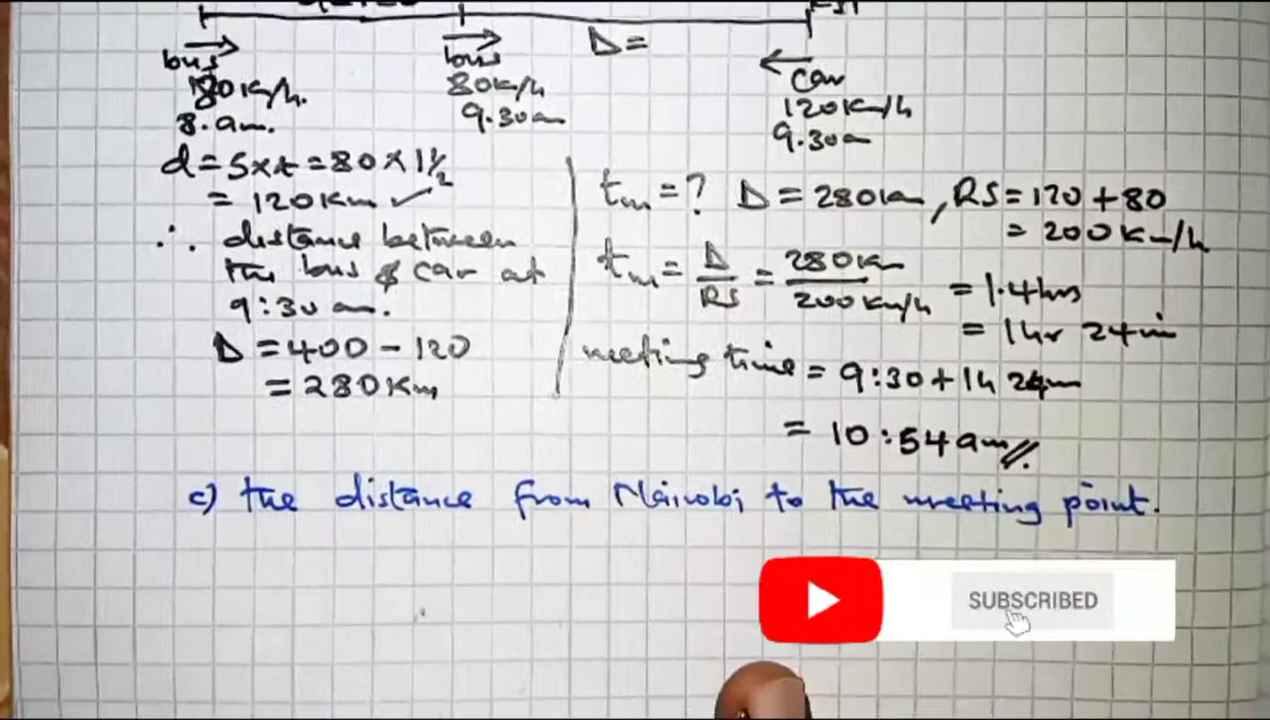 bus
80km/h.
8.am.
bus
80km/h
9.30am
D =
car
120km/h
9.30am
d = s x t = 80 x 1½
= 120km ✓
∴ distance between
the bus & car at
9:30 am.
D = 400 - 120
= 280km
tm = ? D = 280km, RS = 120 + 80
= 200km/h
tm = D/RS = 280km/200km/h = 1.4hrs
= 1hr 24min
meeting time = 9:30 + 1h 24m
= 10:54am//.
c) the distance from Nairobi to the meeting point.
SUBSCRIBED